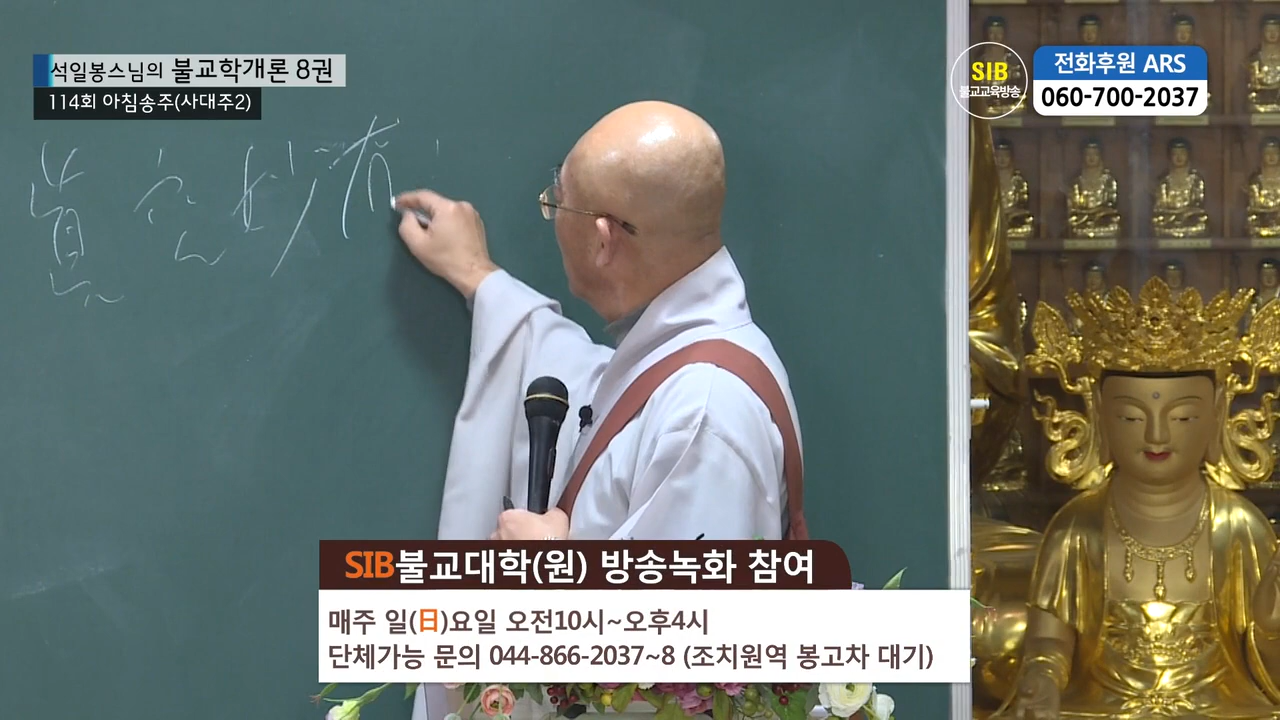 석일봉스님의 불교학개론 8권
114회 아침송주(사대주2)
SIB
불교교육방송
전화후원 ARS
060-700-2037
眞空妙有
SIB불교대학(원) 방송녹화 참여
매주 일(日)요일 오전10시~오후4시
단체가능 문의 044-866-2037~8 (조치원역 봉고차 대기)